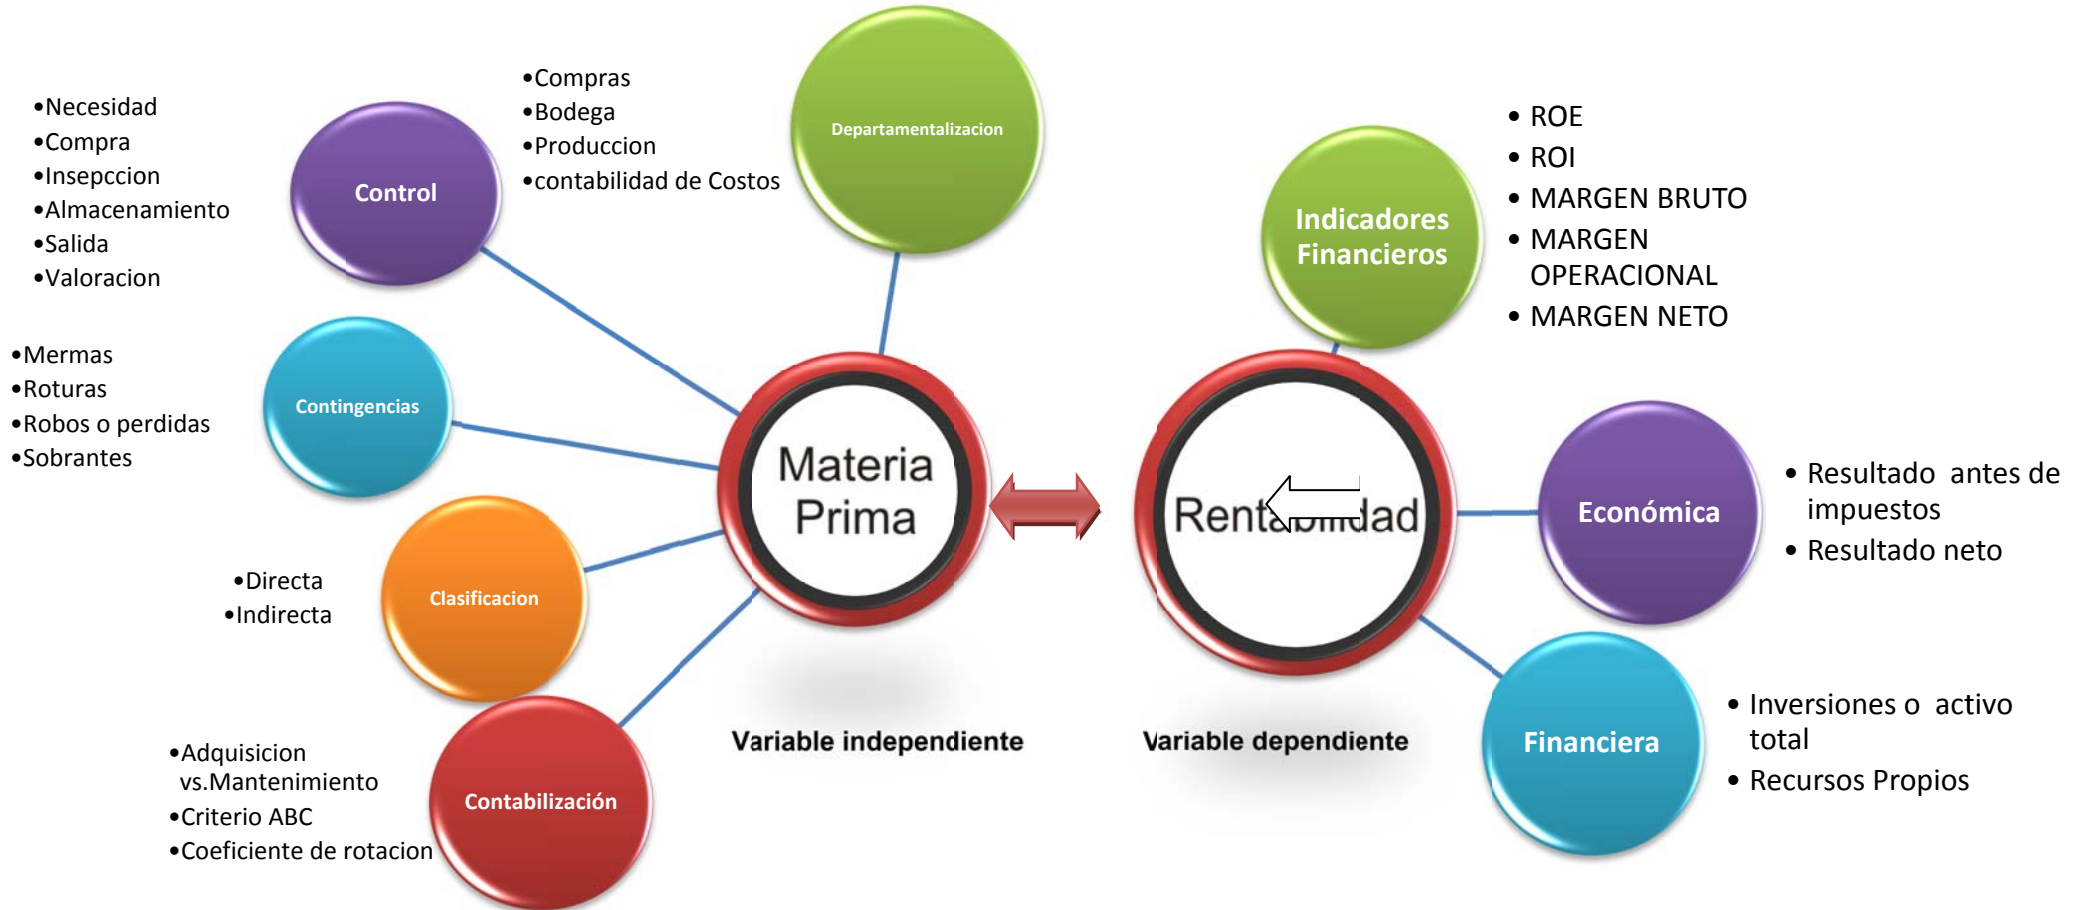 •Necesidad
•Compra
•Insepccion
•Almacenamiento
•Salida
•Valoracion
Control
•Compras
•Bodega
•Produccion
•contabilidad de Costos
Departamentalizacion
•Mermas
•Roturas
•Robos o perdidas
•Sobrantes
Contingencias
•Directa
•Indirecta
Clasificacion
•Adquisicion
vs.Mantenimiento
•Criterio ABC
•Coeficiente de rotacion
Contabilización
Materia
Prima
Variable independiente
Rentabilidad
Variable dependiente
Indicadores
Financieros
• ROE
• ROI
• MARGEN BRUTO
• MARGEN
OPERACIONAL
• MARGEN NETO
Económica
• Resultado antes de
impuestos
• Resultado neto
Financiera
• Inversiones o activo
total
• Recursos Propios